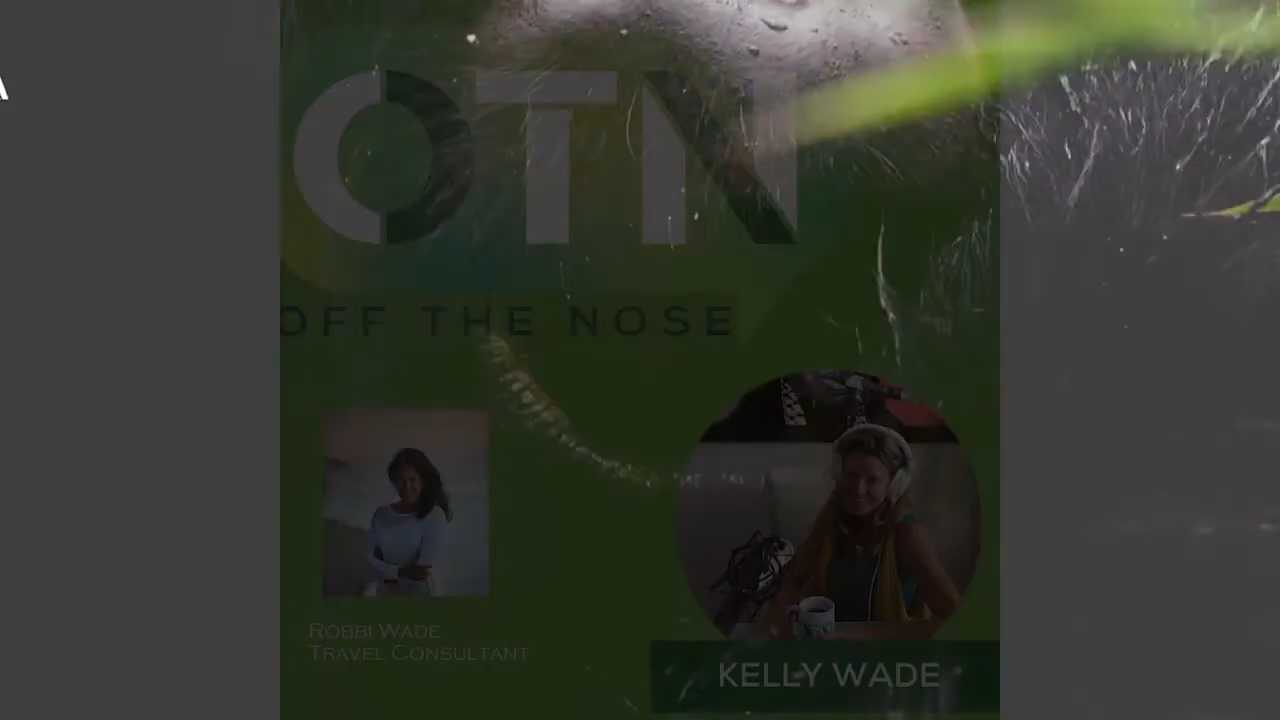 OTN
OFF THE NOSE
ROBBI WADE
TRAVEL CONSULTANT
KELLY WADE